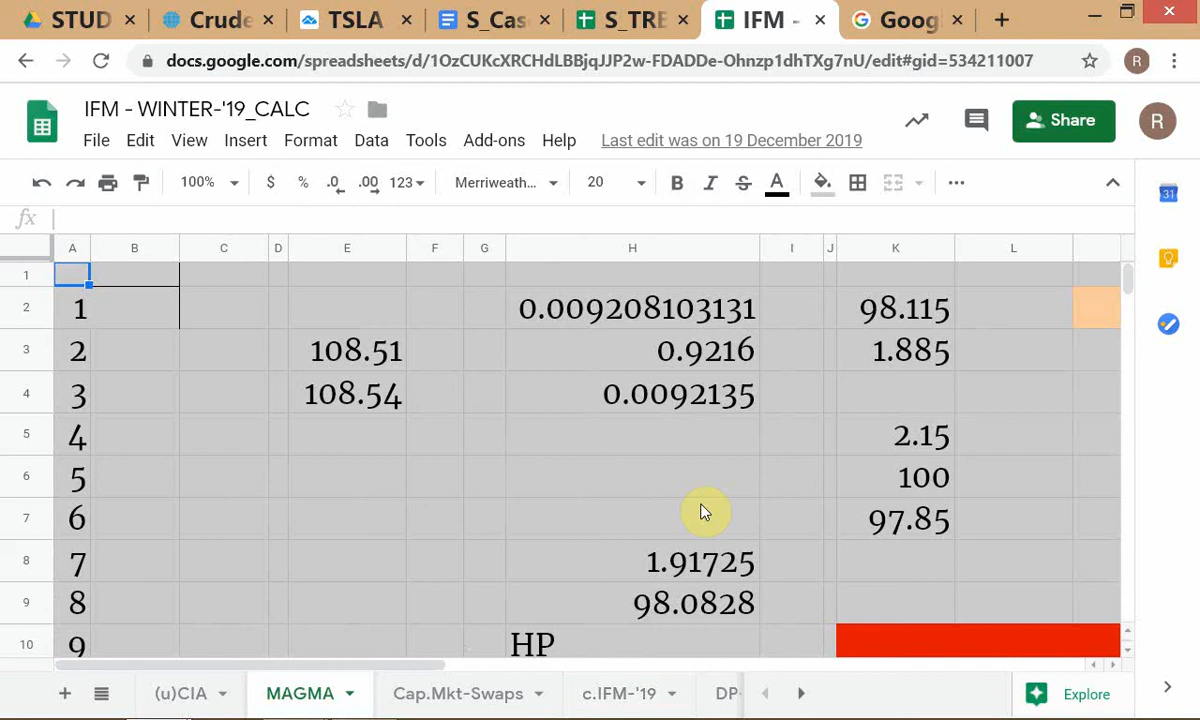 STUD × Crude × TSLA × S_Cas × S_TRE × IFM - × Goog × +
docs.google.com/spreadsheets/d/1OzCUKcXRCHdLBBjqJJP2w-FDADDe-Ohnzp1dhTXg7nU/edit#gid=534211007 R
IFM - WINTER-'19_CALC
Share R
File Edit View Insert Format Data Tools Add-ons Help Last edit was on 19 December 2019
100% $ % .0 .00 123 Merriweath... 20 B I S A 31
fx
A B C D E F G H I J K L
1
2 1 0.009208103131 98.115
3 2 108.51 0.9216 1.885
4 3 108.54 0.0092135
5 4 2.15
6 5 100
7 6 97.85
8 7 1.91725
9 8 98.0828
10 9 HP
+ (u)CIA MAGMA Cap.Mkt-Swaps c.IFM-'19 DP Explore